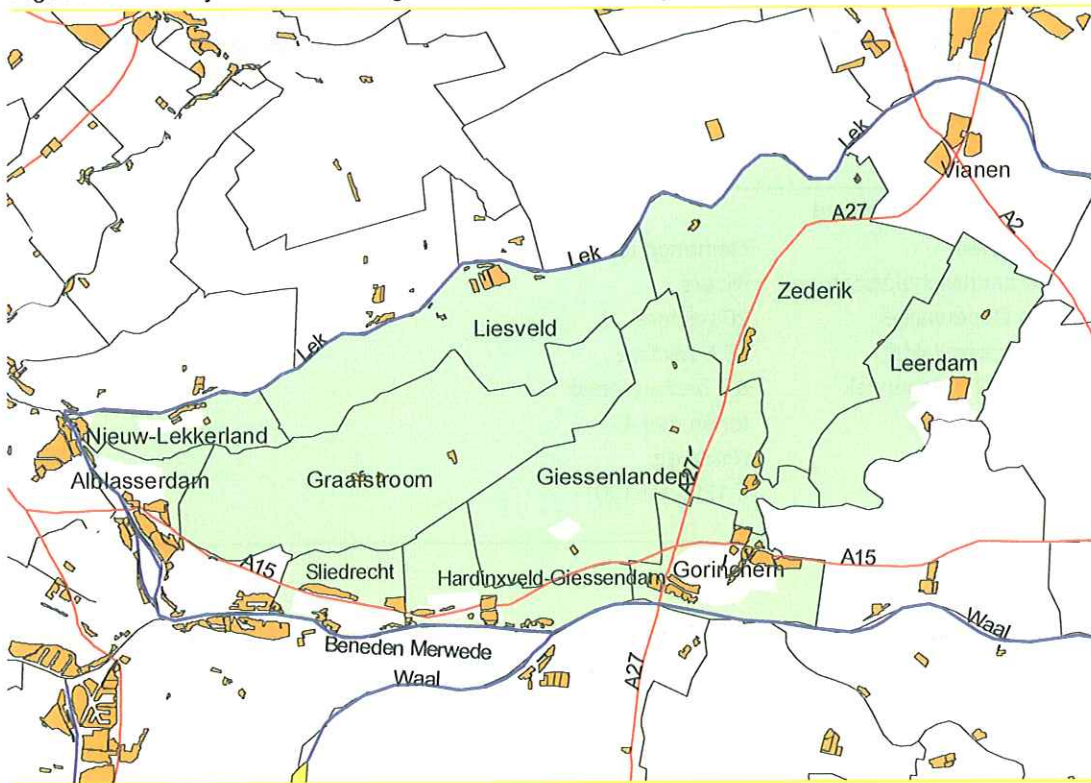 Lek
Vianen
A27
A2
Lek
Zederik
Liesveld
Lek
Leerdam
Nieuw-Lekkerland
Alblasserdam
Graafstroom
Giessenlanden
A27
A15
Sliedrecht
Hardinxveld-Giessendam
Gorinchem
A15
Beneden Merwede
Waal
Waal
A27